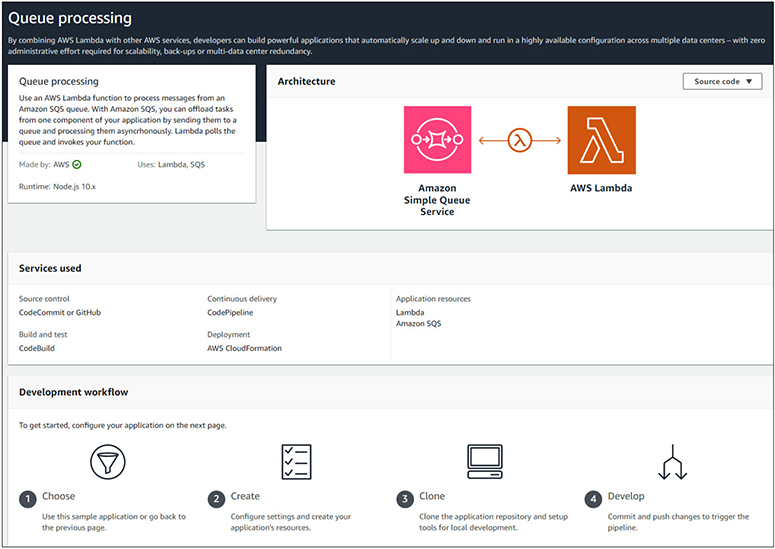 Queue processing
By combining AWS Lambda with other AWS services, developers can build powerful applications that automatically scale up and down and run in a highly available configuration across multiple data centers – with zero
administrative effort required for scalability, back-ups or multi-data center redundancy.
Queue processing
Use an AWS Lambda function to process messages from an
Amazon SQS queue. With Amazon SQS, you can offload tasks
from one component of your application by sending them to a
queue and processing them asynchronously. Lambda polls the
queue and invokes your function.
Made by: AWS
Uses: Lambda, SQS
Runtime: Node.js 10.x
Architecture
Source code
Amazon
Simple Queue
Service
AWS Lambda
Services used
Source control
CodeCommit or GitHub
Build and test
CodeBuild
Continuous delivery
CodePipeline
Deployment
AWS CloudFormation
Application resources
Lambda
Amazon SQS
Development workflow
To get started, configure your application on the next page.
1 Choose
Use this sample application or go back to
the previous page.
2 Create
Configure settings and create your
application's resources.
3 Clone
Clone the application repository and setup
tools for local development.
4 Develop
Commit and push changes to trigger the
pipeline.